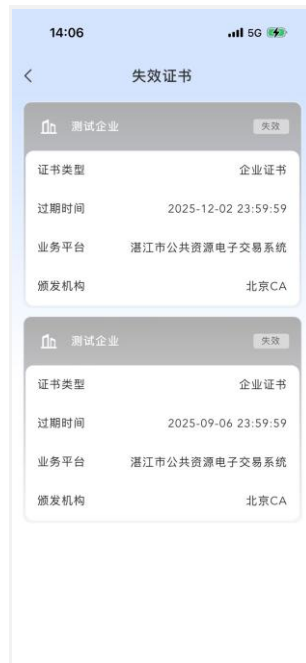 14:06 5G
失效证书
测试企业 失效
证书类型 企业证书
过期时间 2025-12-02 23:59:59
业务平台 湛江市公共资源电子交易系统
颁发机构 北京CA
测试企业 失效
证书类型 企业证书
过期时间 2025-09-06 23:59:59
业务平台 湛江市公共资源电子交易系统
颁发机构 北京CA